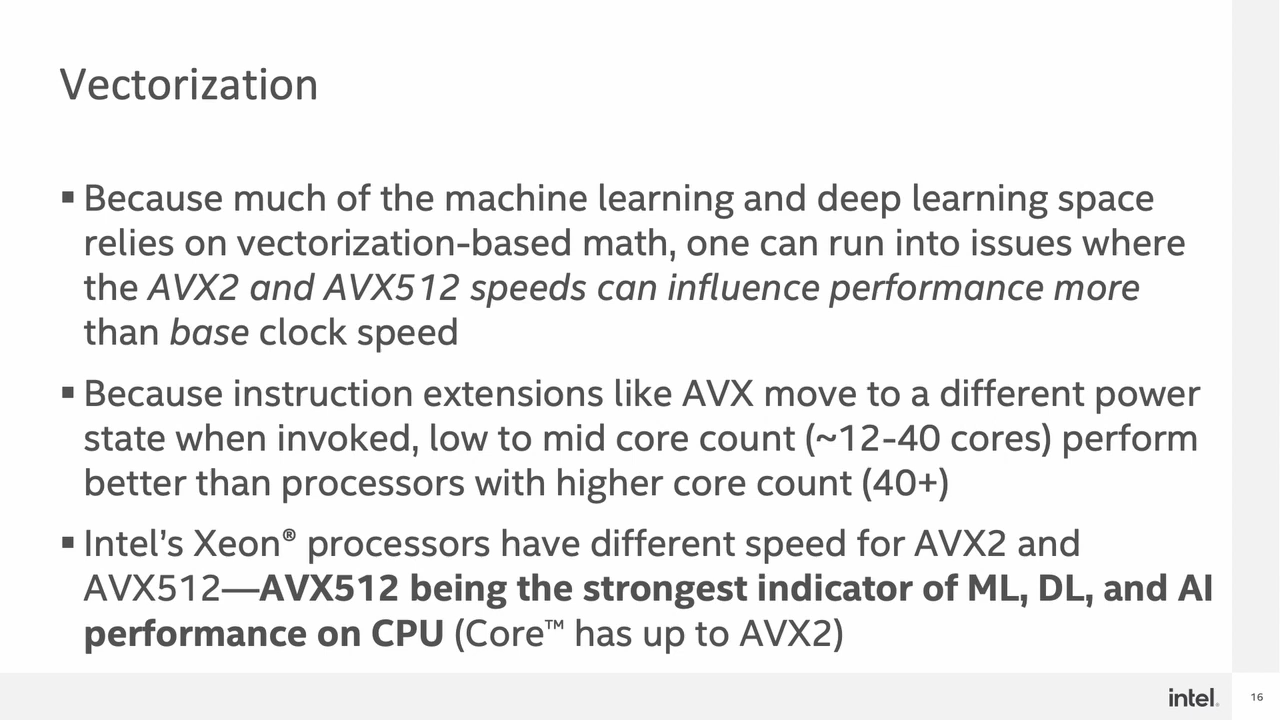 Vectorization
▪ Because much of the machine learning and deep learning space
relies on vectorization-based math, one can run into issues where
the AVX2 and AVX512 speeds can influence performance more
than base clock speed
▪ Because instruction extensions like AVX move to a different power
state when invoked, low to mid core count (~12-40 cores) perform
better than processors with higher core count (40+)
▪ Intel’s Xeon® processors have different speed for AVX2 and
AVX512—AVX512 being the strongest indicator of ML, DL, and AI
performance on CPU (Core™ has up to AVX2)
intel.
16